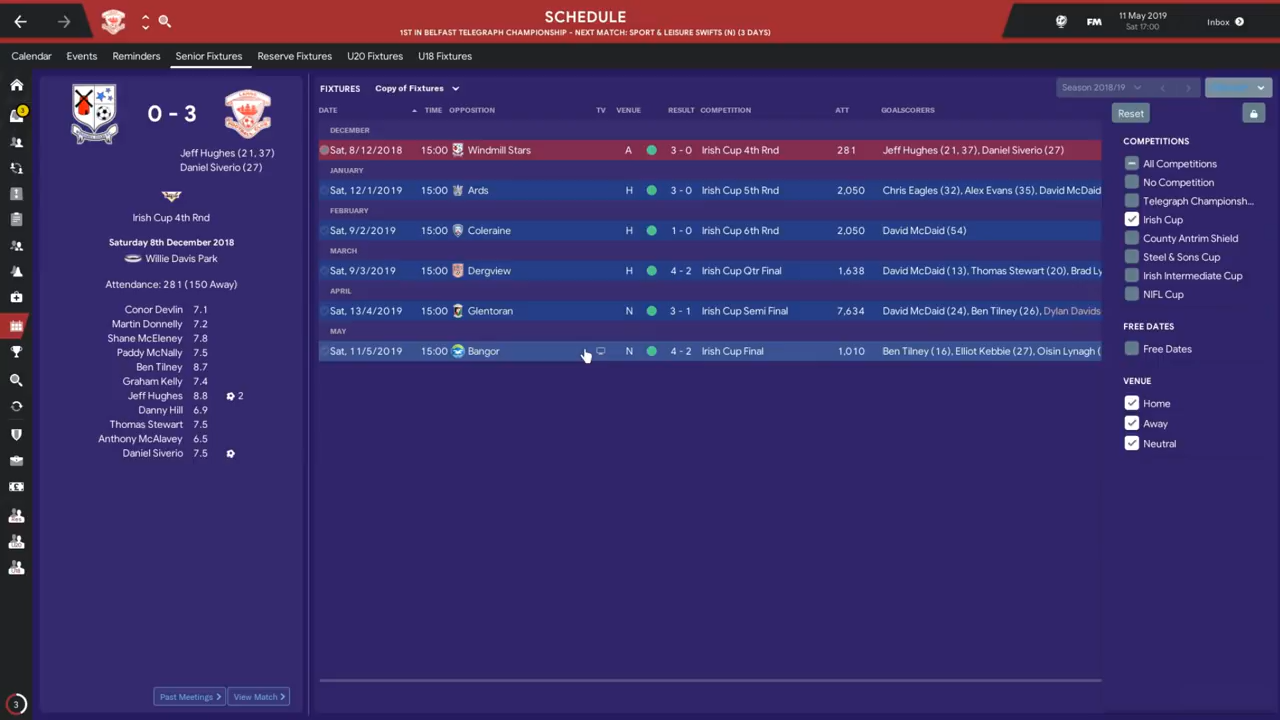 SCHEDULE
1ST IN BELFAST TELEGRAPH CHAMPIONSHIP - NEXT MATCH: SPORT & LEISURE SWIFTS (N) (3 DAYS)
FM
11 May 2019
Sat 17:00
Inbox
Calendar
Events
Reminders
Senior Fixtures
Reserve Fixtures
U20 Fixtures
U18 Fixtures
0 - 3
Jeff Hughes (21, 37)
Daniel Siverio (27)
Irish Cup 4th Rnd
Saturday 8th December 2018
Willie Davis Park
Attendance: 281 (150 Away)
Conor Devlin 7.1
Martin Donnelly 7.2
Shane McEleney 7.8
Paddy McNally 7.5
Ben Tilney 8.7
Graham Kelly 7.4
Jeff Hughes 8.8 2
Danny Hill 6.9
Thomas Stewart 7.5
Anthony McAlavey 6.5
Daniel Siverio 7.5
Past Meetings
View Match
3
3
FIXTURES
Copy of Fixtures
Season 2018/19
DATE TIME OPPOSITION TV VENUE RESULT COMPETITION ATT GOALSCORERS
DECEMBER
Sat, 8/12/2018 15:00 Windmill Stars A 3 - 0 Irish Cup 4th Rnd 281 Jeff Hughes (21, 37), Daniel Siverio (27)
JANUARY
Sat, 12/1/2019 15:00 Ards H 3 - 0 Irish Cup 5th Rnd 2,050 Chris Eagles (32), Alex Evans (35), David McDaid
FEBRUARY
Sat, 9/2/2019 15:00 Coleraine H 1 - 0 Irish Cup 6th Rnd 2,050 David McDaid (54)
MARCH
Sat, 9/3/2019 15:00 Dergview H 4 - 2 Irish Cup Qtr Final 1,638 David McDaid (13), Thomas Stewart (20), Brad Ly
APRIL
Sat, 13/4/2019 15:00 Glentoran N 3 - 1 Irish Cup Semi Final 7,634 David McDaid (24), Ben Tilney (26), Dylan Davids
MAY
Sat, 11/5/2019 15:00 Bangor N 4 - 2 Irish Cup Final 1,010 Ben Tilney (16), Elliot Kebbie (27), Oisin Lynagh (
Reset
COMPETITIONS
All Competitions
No Competition
Telegraph Championsh...
Irish Cup
County Antrim Shield
Steel & Sons Cup
Irish Intermediate Cup
NIFL Cup
FREE DATES
Free Dates
VENUE
Home
Away
Neutral